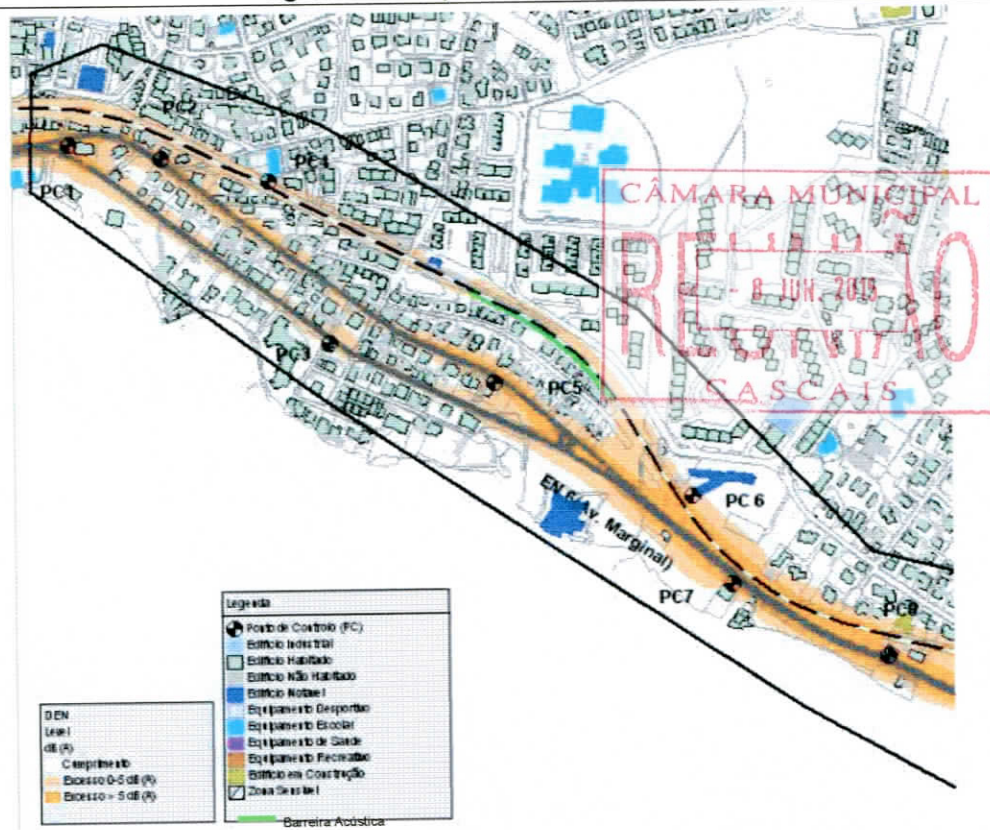 PC2
PC4
PC1
CÂMARA MUNICIPAL
- 8 JUN. 2015
CASCAIS
PC3
PC5
EN 6(Av. Marginal)
PC 6
PC7
PC8
Legenda
Ponto de Controlo (PC)
Edifício Industrial
Edifício Habitado
Edifício Não Habitado
Edifício Notável
Equipamento Desportivo
Equipamento Escolar
Equipamento de Saúde
Equipamento Recreativo
Edifício em Construção
Zona Sensível
Barreira Acústica
DEN
Level
dB (A)
Cumprimento
Excesso 0-5 dB (A)
Excesso > 5 dB (A)